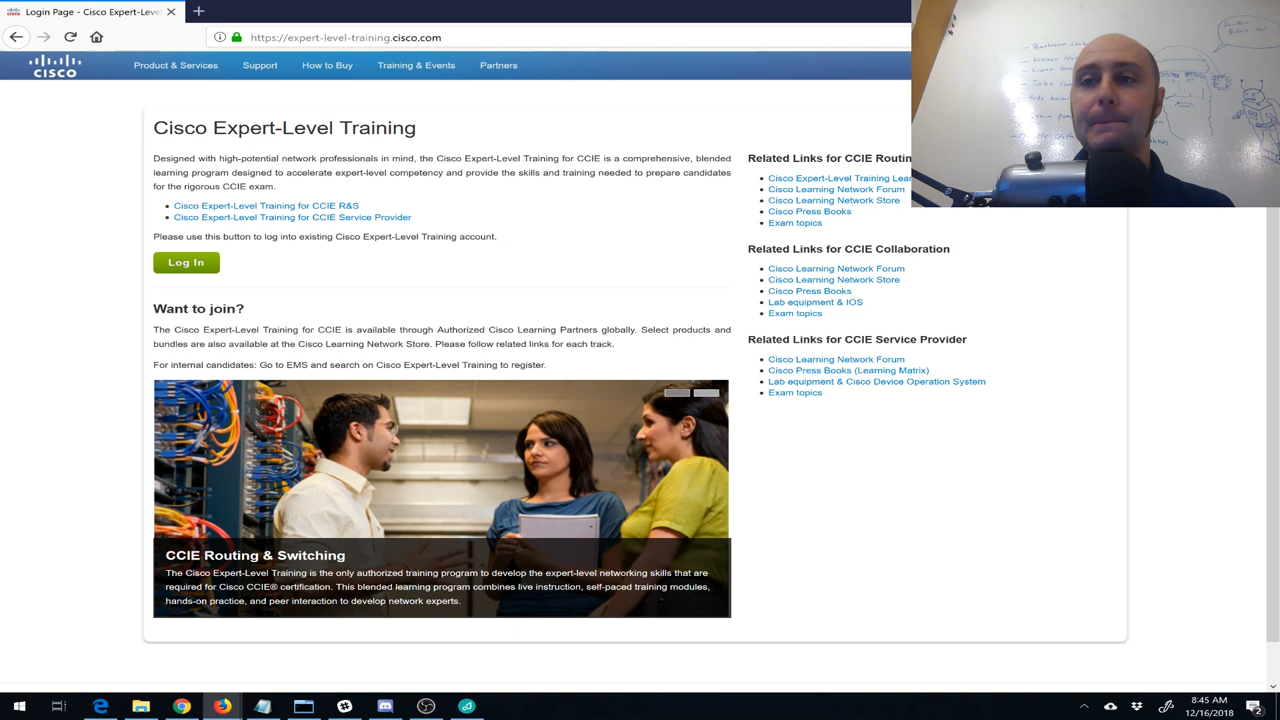 Login Page - Cisco Expert-Leve
https://expert-level-training.cisco.com
CISCO
Product & Services
Support
How to Buy
Training & Events
Partners
Cisco Expert-Level Training
Designed with high-potential network professionals in mind, the Cisco Expert-Level Training for CCIE is a comprehensive, blended
learning program designed to accelerate expert-level competency and provide the skills and training needed to prepare candidates
for the rigorous CCIE exam.
Cisco Expert-Level Training for CCIE R&S
Cisco Expert-Level Training for CCIE Service Provider
Please use this button to log into existing Cisco Expert-Level Training account.
Log In
Want to join?
The Cisco Expert-Level Training for CCIE is available through Authorized Cisco Learning Partners globally. Select products and
bundles are also available at the Cisco Learning Network Store. Please follow related links for each track.
For internal candidates: Go to EMS and search on Cisco Expert-Level Training to register.
CCIE Routing & Switching
The Cisco Expert-Level Training is the only authorized training program to develop the expert-level networking skills that are
required for Cisco CCIE® certification. This blended learning program combines live instruction, self-paced training modules,
hands-on practice, and peer interaction to develop network experts.
Related Links for CCIE Routin
Cisco Expert-Level Training Lear
Cisco Learning Network Forum
Cisco Learning Network Store
Cisco Press Books
Exam topics
Related Links for CCIE Collaboration
Cisco Learning Network Forum
Cisco Learning Network Store
Cisco Press Books
Lab equipment & IOS
Exam topics
Related Links for CCIE Service Provider
Cisco Learning Network Forum
Cisco Press Books (Learning Matrix)
Lab equipment & Cisco Device Operation System
Exam topics
8:45 AM
12/16/2018
2